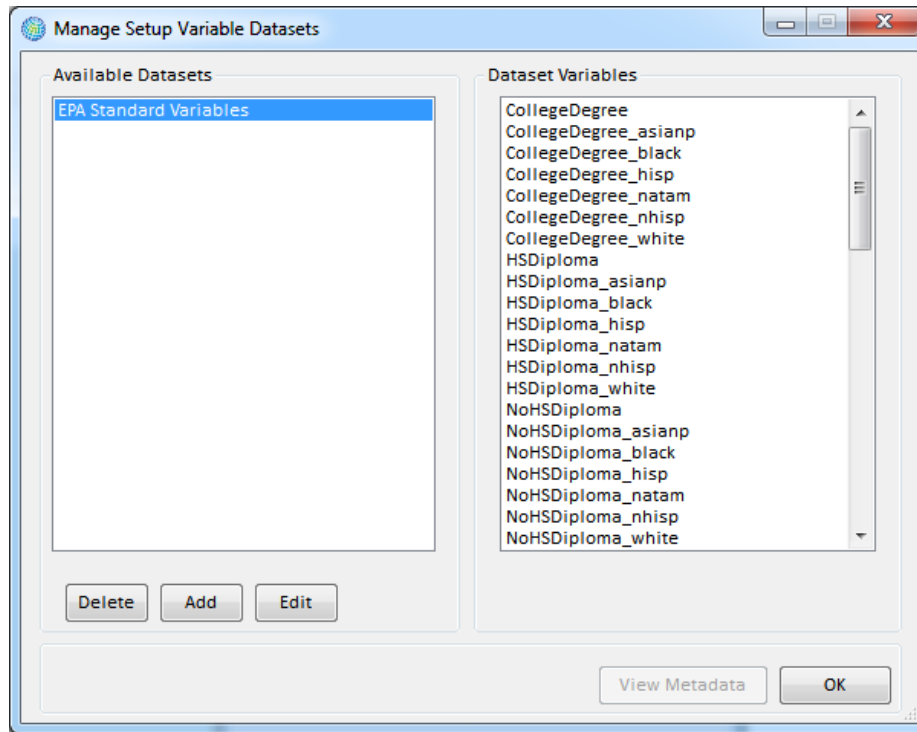 Manage Setup Variable Datasets
Available Datasets
EPA Standard Variables
Delete Add Edit
Dataset Variables
CollegeDegree
CollegeDegree_asianp
CollegeDegree_black
CollegeDegree_hisp
CollegeDegree_natam
CollegeDegree_nhisp
CollegeDegree_white
HSDiploma
HSDiploma_asianp
HSDiploma_black
HSDiploma_hisp
HSDiploma_natam
HSDiploma_nhisp
HSDiploma_white
NoHSDiploma
NoHSDiploma_asianp
NoHSDiploma_black
NoHSDiploma_hisp
NoHSDiploma_natam
NoHSDiploma_nhisp
NoHSDiploma_white
View Metadata OK